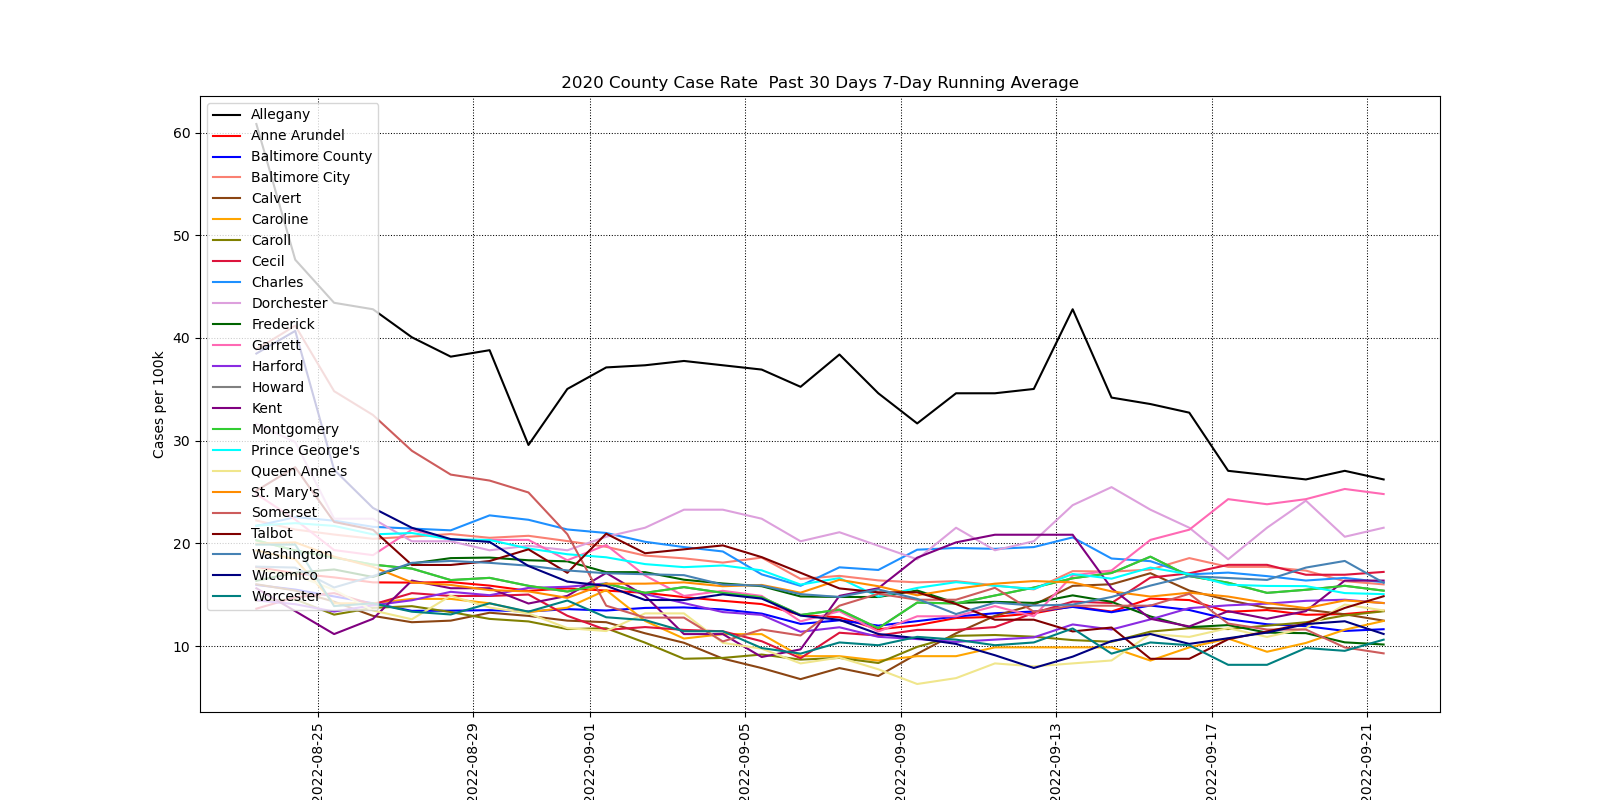 2020 County Case Rate  Past 30 Days 7-Day Running Average
Cases per 100k
60
50
40
30
20
10
Allegany
Anne Arundel
Baltimore County
Baltimore City
Calvert
Caroline
Caroll
Cecil
Charles
Dorchester
Frederick
Garrett
Harford
Howard
Kent
Montgomery
Prince George's
Queen Anne's
St. Mary's
Somerset
Talbot
Washington
Wicomico
Worcester
2022-08-25
2022-08-29
2022-09-01
2022-09-05
2022-09-09
2022-09-13
2022-09-17
2022-09-21